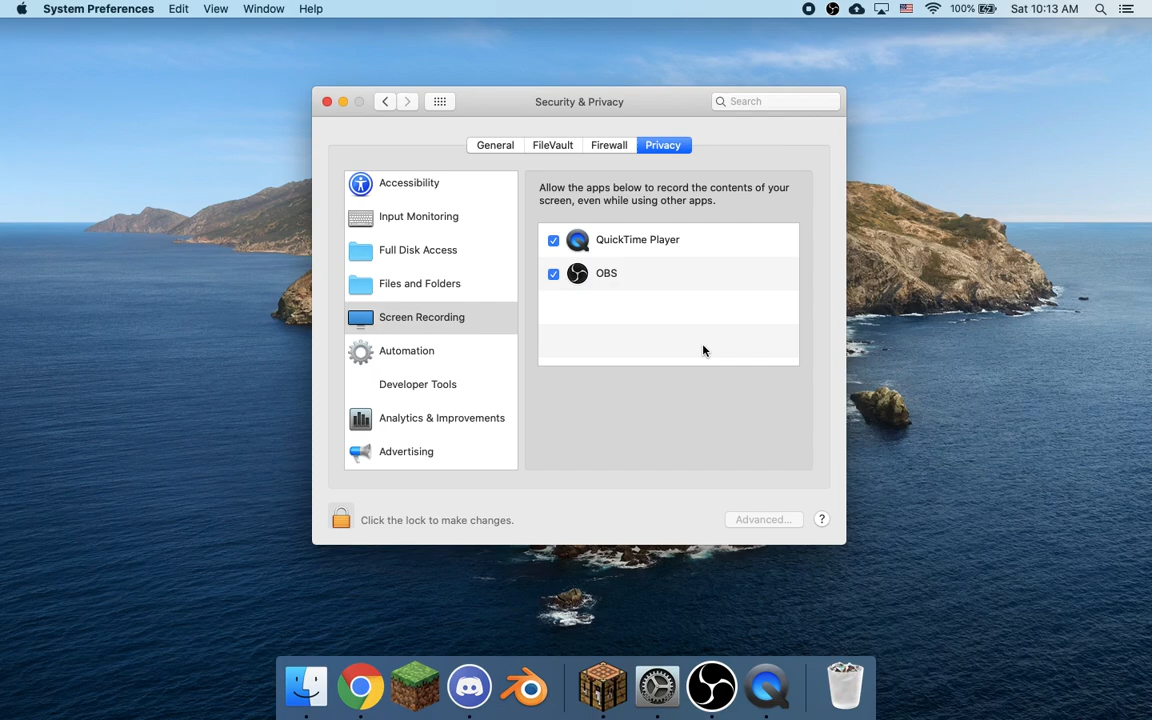 System Preferences Edit View Window Help 100% Sat 10:13 AM
Security & Privacy Search
General FileVault Firewall Privacy
Accessibility
Input Monitoring
Full Disk Access
Files and Folders
Screen Recording
Automation
Developer Tools
Analytics & Improvements
Advertising
Allow the apps below to record the contents of your
screen, even while using other apps.
QuickTime Player
OBS
Click the lock to make changes.
Advanced... ?